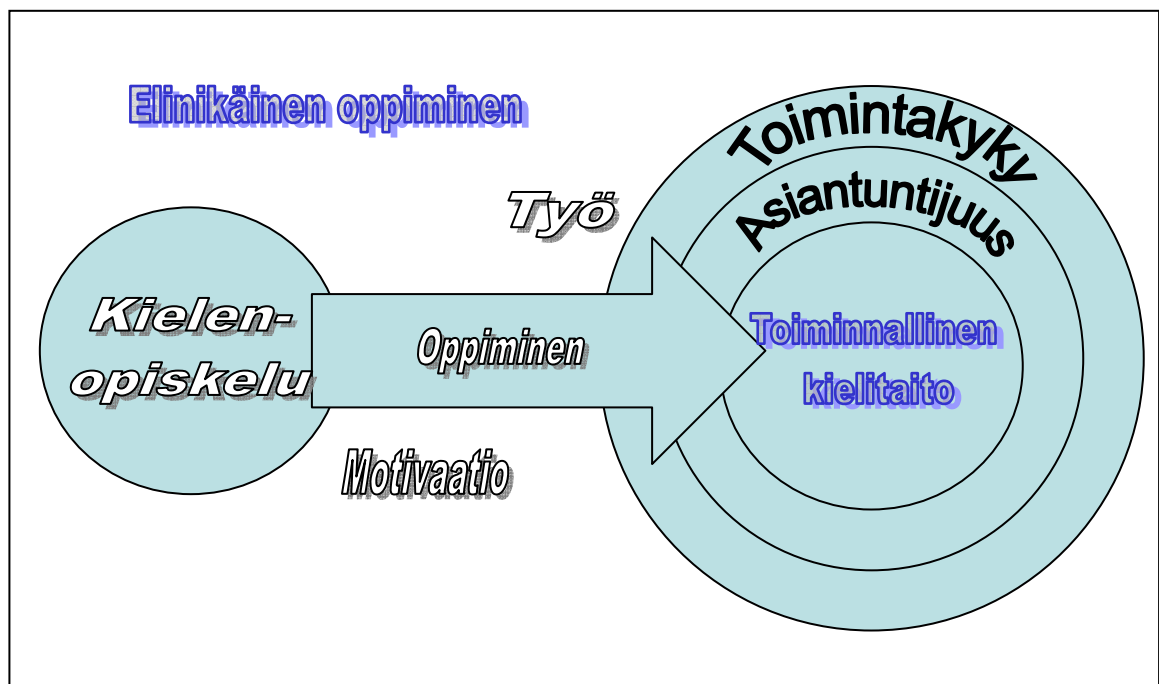 Elinikäinen oppiminen
Toimintakyky
Asiantuntijuus
Työ
Kielen-
opiskelu
Oppiminen
Toiminnallinen
kielitaito
Motivaatio